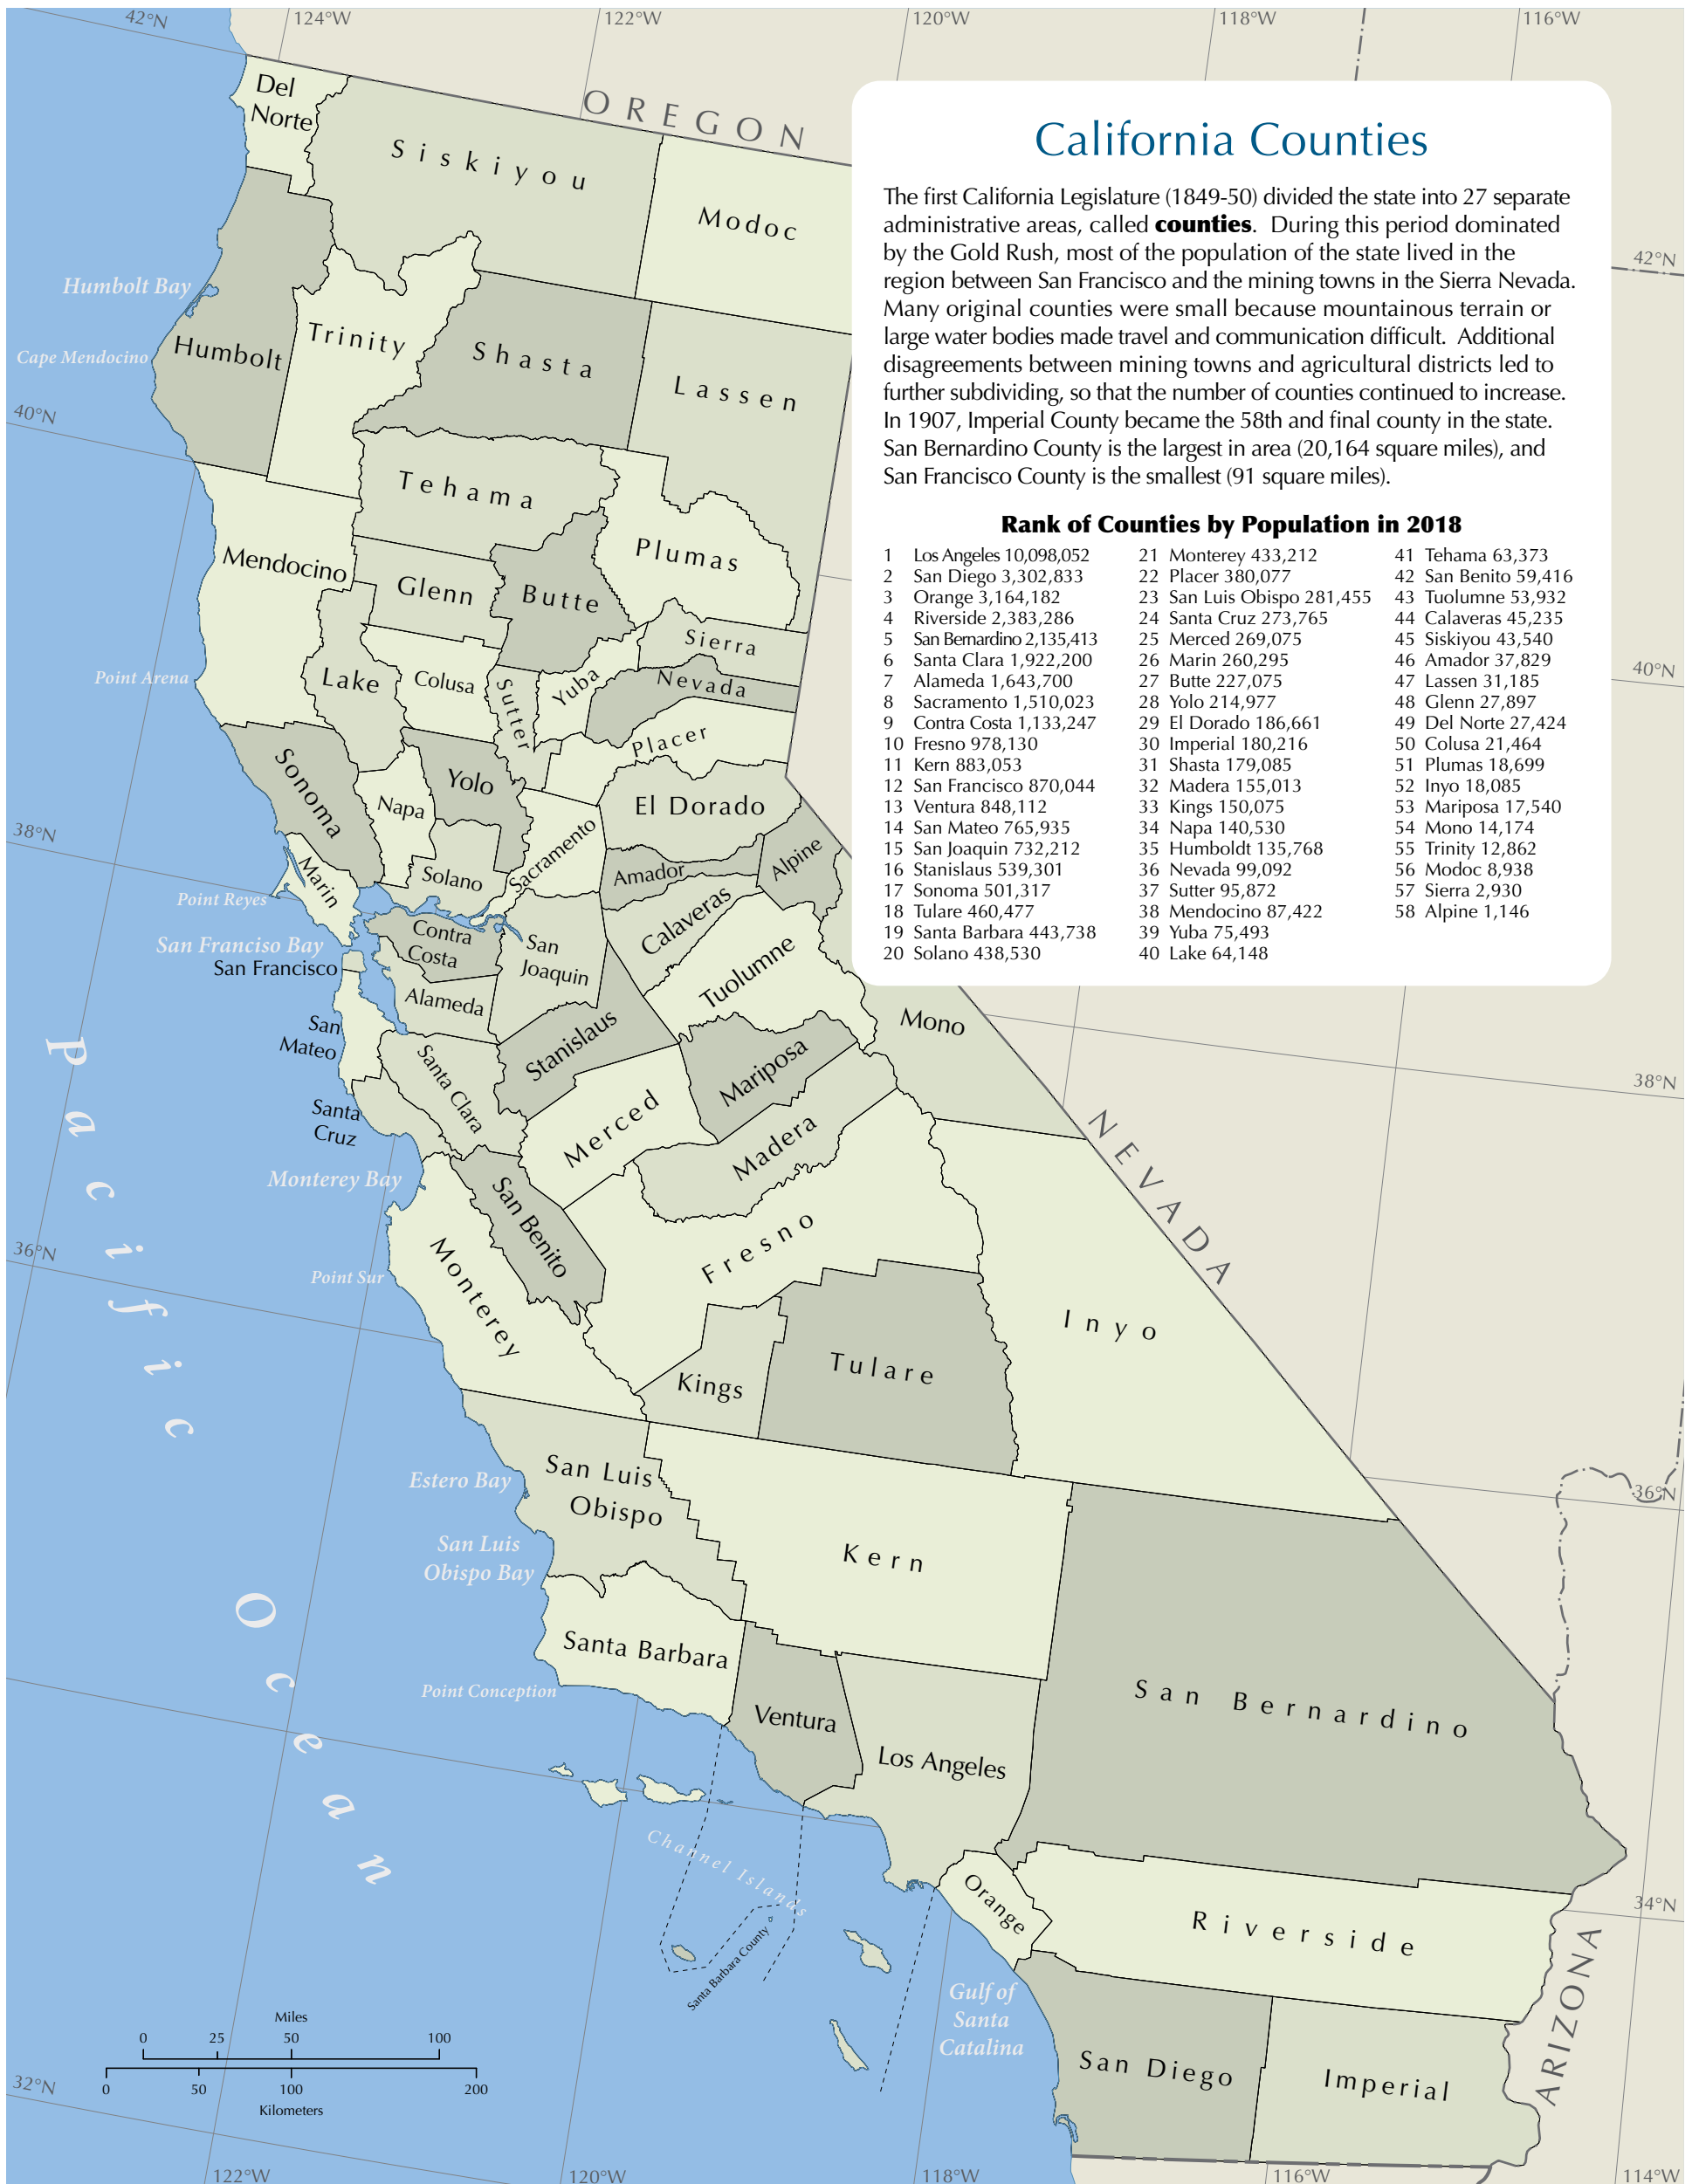 42°N
124°W
122°W
120°W
118°W
116°W
OREGON
California Counties
The first California Legislature (1849-50) divided the state into 27 separate
administrative areas, called counties.  During this period dominated
by the Gold Rush, most of the population of the state lived in the
region between San Francisco and the mining towns in the Sierra Nevada.
Many original counties were small because mountainous terrain or
large water bodies made travel and communication difficult.  Additional
disagreements between mining towns and agricultural districts led to
further subdividing, so that the number of counties continued to increase.
In 1907, Imperial County became the 58th and final county in the state.
San Bernardino County is the largest in area (20,164 square miles), and
San Francisco County is the smallest (91 square miles).
Rank of Counties by Population in 2018
1 Los Angeles 10,098,052
2 San Diego 3,302,833
3 Orange 3,164,182
4 Riverside 2,383,286
5 San Bernardino 2,135,413
6 Santa Clara 1,922,200
7 Alameda 1,643,700
8 Sacramento 1,510,023
9 Contra Costa 1,133,247
10 Fresno 978,130
11 Kern 883,053
12 San Francisco 870,044
13 Ventura 848,112
14 San Mateo 765,935
15 San Joaquin 732,212
16 Stanislaus 539,301
17 Sonoma 501,317
18 Tulare 460,477
19 Santa Barbara 443,738
20 Solano 438,530
21 Monterey 433,212
22 Placer 380,077
23 San Luis Obispo 281,455
24 Santa Cruz 273,765
25 Merced 269,075
26 Marin 260,295
27 Butte 227,075
28 Yolo 214,977
29 El Dorado 186,661
30 Imperial 180,216
31 Shasta 179,085
32 Madera 155,013
33 Kings 150,075
34 Napa 140,530
35 Humboldt 135,768
36 Nevada 99,092
37 Sutter 95,872
38 Mendocino 87,422
39 Yuba 75,493
40 Lake 64,148
41 Tehama 63,373
42 San Benito 59,416
43 Tuolumne 53,932
44 Calaveras 45,235
45 Siskiyou 43,540
46 Amador 37,829
47 Lassen 31,185
48 Glenn 27,897
49 Del Norte 27,424
50 Colusa 21,464
51 Plumas 18,699
52 Inyo 18,085
53 Mariposa 17,540
54 Mono 14,174
55 Trinity 12,862
56 Modoc 8,938
57 Sierra 2,930
58 Alpine 1,146
Del
Norte
Siskiyou
Modoc
42°N
Humbolt Bay
Trinity
Humbolt
Cape Mendocino
Shasta
Lassen
40°N
Tehama
Mendocino
Plumas
Glenn
Butte
Sierra
Point Arena
Lake
Colusa
Sutter
Yuba
Nevada
40°N
Placer
Sonoma
Yolo
Napa
El Dorado
38°N
Sacramento
Marin
Solano
Amador
Alpine
Point Reyes
Calaveras
San Franciso Bay
San Francisco
Contra
Costa
San
Joaquin
Tuolumne
Alameda
Mono
San
Mateo
Stanislaus
Santa Clara
Mariposa
38°N
Santa
Cruz
Merced
Madera
NEVADA
Monterey Bay
San Benito
36°N
Point Sur
Monterey
Fresno
Inyo
Kings
Tulare
Pacific Ocean
Estero Bay
San Luis
Obispo
36°N
San Luis
Obispo Bay
Kern
Santa Barbara
Point Conception
Ventura
San Bernardino
Los Angeles
Channel Islands
Santa Barbara County
Orange
Riverside
34°N
ARIZONA
Gulf of
Santa
Catalina
San Diego
Imperial
Miles
0 25 50 100
0 50 100 200
Kilometers
32°N
122°W
120°W
118°W
116°W
114°W